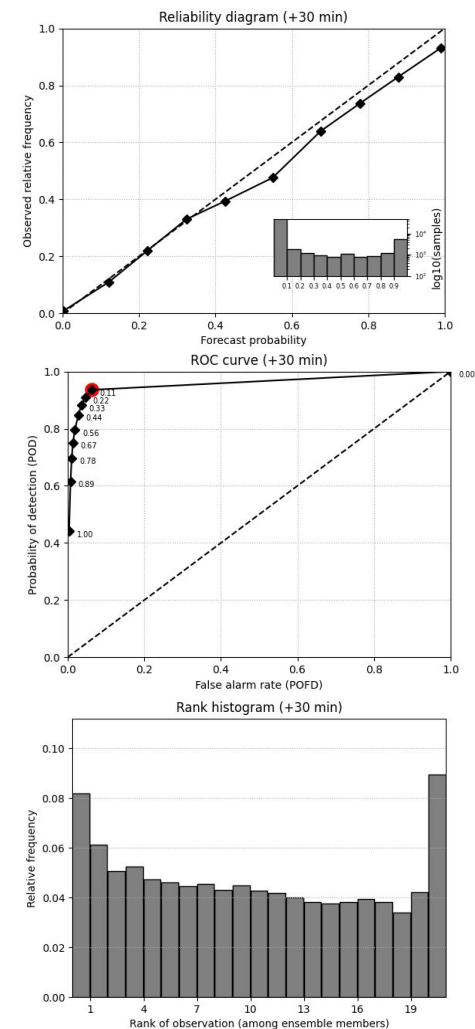 Reliability diagram (+30 min)
1.0
0.8
0.6
0.4
0.2
0.0
Observed relative frequency
log10(samples)
10⁴
10³
10²
0.1 0.2 0.3 0.4 0.5 0.6 0.7 0.8 0.9
0.0 0.2 0.4 0.6 0.8 1.0
Forecast probability
ROC curve (+30 min)
1.0
0.8
0.6
0.4
0.2
0.0
Probability of detection (POD)
0.00
0.11
0.22
0.33
0.44
0.56
0.67
0.78
0.89
1.00
0.0 0.2 0.4 0.6 0.8 1.0
False alarm rate (POFD)
Rank histogram (+30 min)
0.10
0.08
0.06
0.04
0.02
0.00
Relative frequency
1 4 7 10 13 16 19
Rank of observation (among ensemble members)